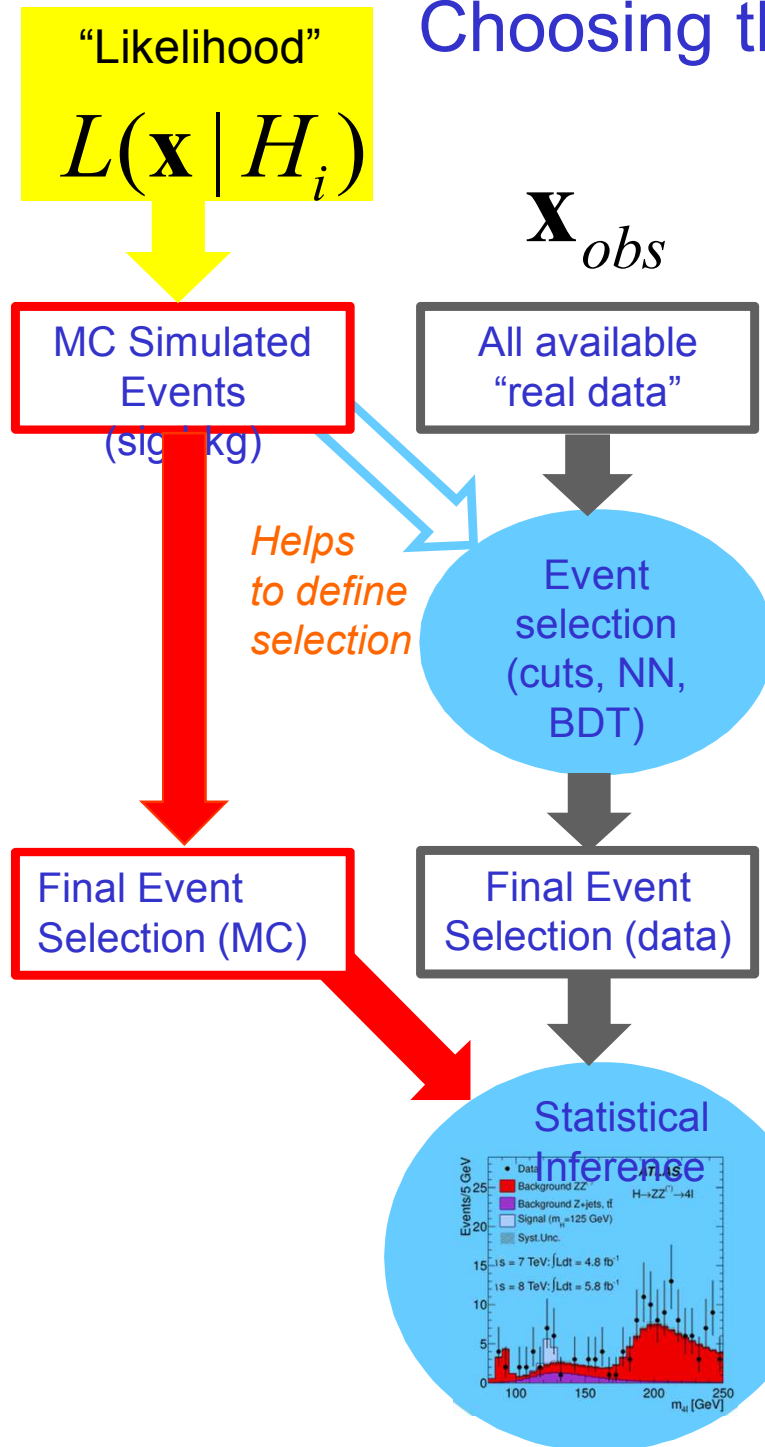 Choosing tl
“Likelihood”
L(x | H_i)
x_obs
MC Simulated
Events
(sig kg)
All available
“real data”
Helps
to define
selection
Event
selection
(cuts, NN,
BDT)
Final Event
Selection (MC)
Final Event
Selection (data)
Statistical
Inference
Events/5 GeV
Data
Background ZZ
Background Z+jets, tt̄
Signal (m_H=125 GeV)
Syst.Unc.
ATLAS
H→ZZ^(*)→4l
s = 7 TeV: ∫Ldt = 4.8 fb⁻¹
s = 8 TeV: ∫Ldt = 5.8 fb⁻¹
25
20
15
10
5
0
100 150 200 250
m_4l [GeV]